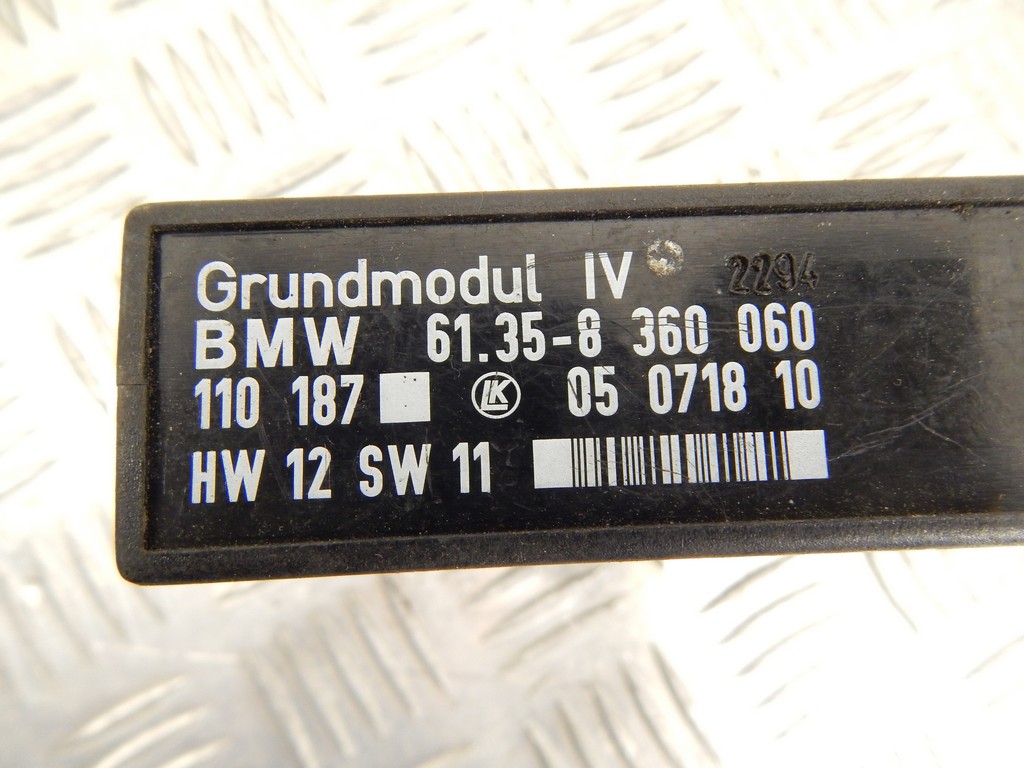 Grundmodul IV 2294
BMW 61.35-8 360 060
110 187 LK 05 0718 10
HW 12 SW 11